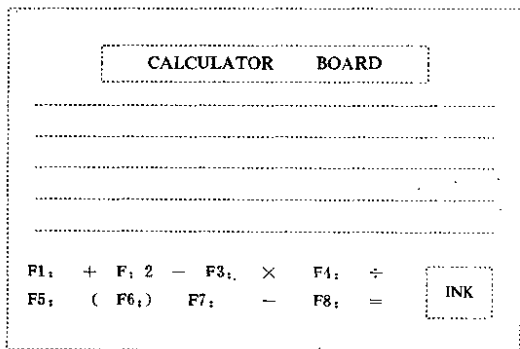 CALCULATOR BOARD
F1: + F: 2 − F3: × F4: ÷
F5: ( F6:) F7: − F8: =
INK